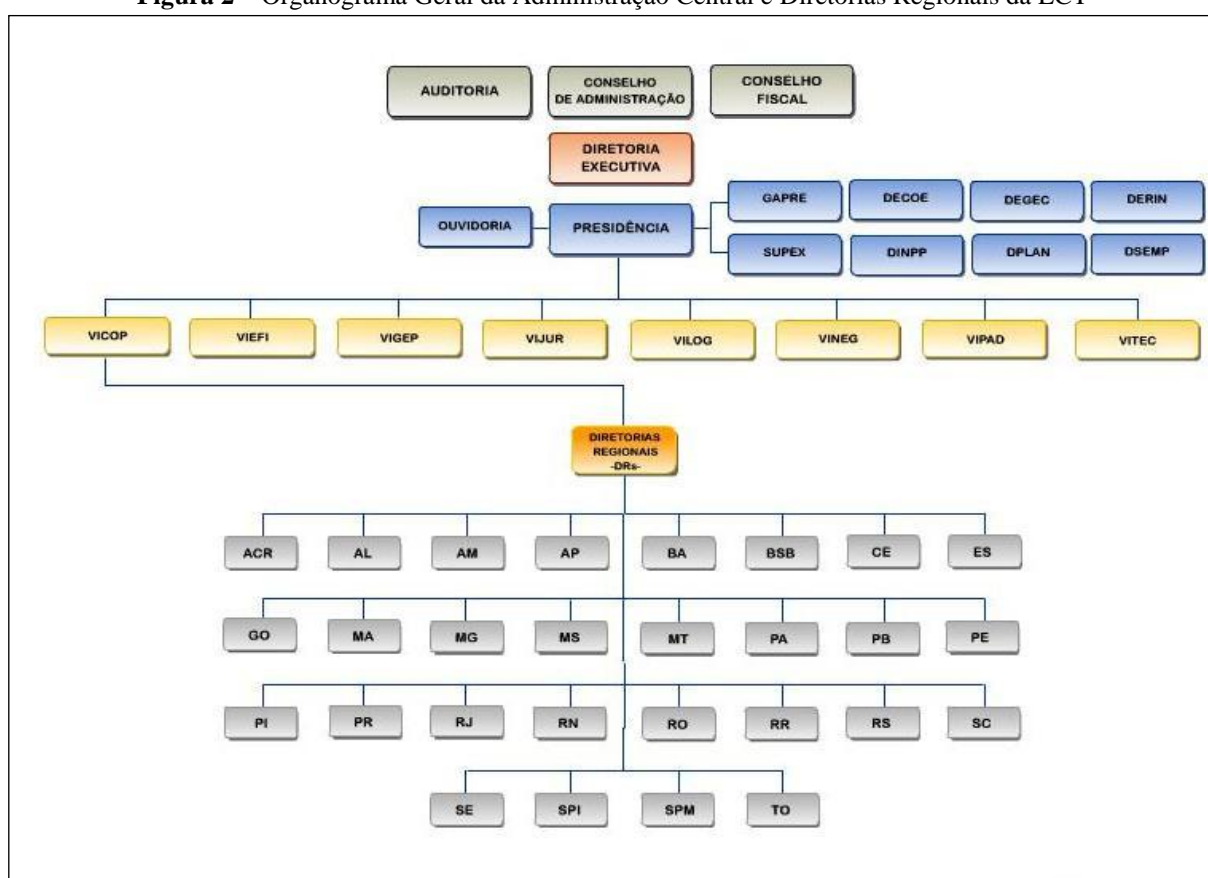 Figura 2 – Organograma Geral da Administração Central e Diretorias Regionais da ECT
AUDITORIA
CONSELHO
DE ADMINISTRAÇÃO
CONSELHO
FISCAL
DIRETORIA
EXECUTIVA
OUVIDORIA
PRESIDÊNCIA
GAPRE
DECOE
DEGEC
DERIN
SUPEX
DINPP
DPLAN
DSEMP
VICOP
VIEFI
VIGEP
VIJUR
VILOG
VINEG
VIPAD
VITEC
DIRETORIAS
REGIONAIS
-DRs-
ACR
AL
AM
AP
BA
BSB
CE
ES
GO
MA
MG
MS
MT
PA
PB
PE
PI
PR
RJ
RN
RO
RR
RS
SC
SE
SPI
SPM
TO